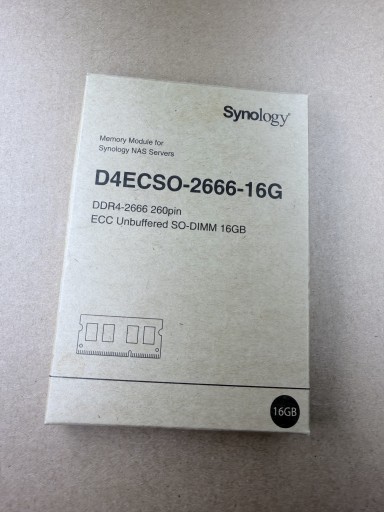 Synology
Memory Module for
Synology NAS Servers
D4ECSO-2666-16G
DDR4-2666 260pin
ECC Unbuffered SO-DIMM 16GB
16GB